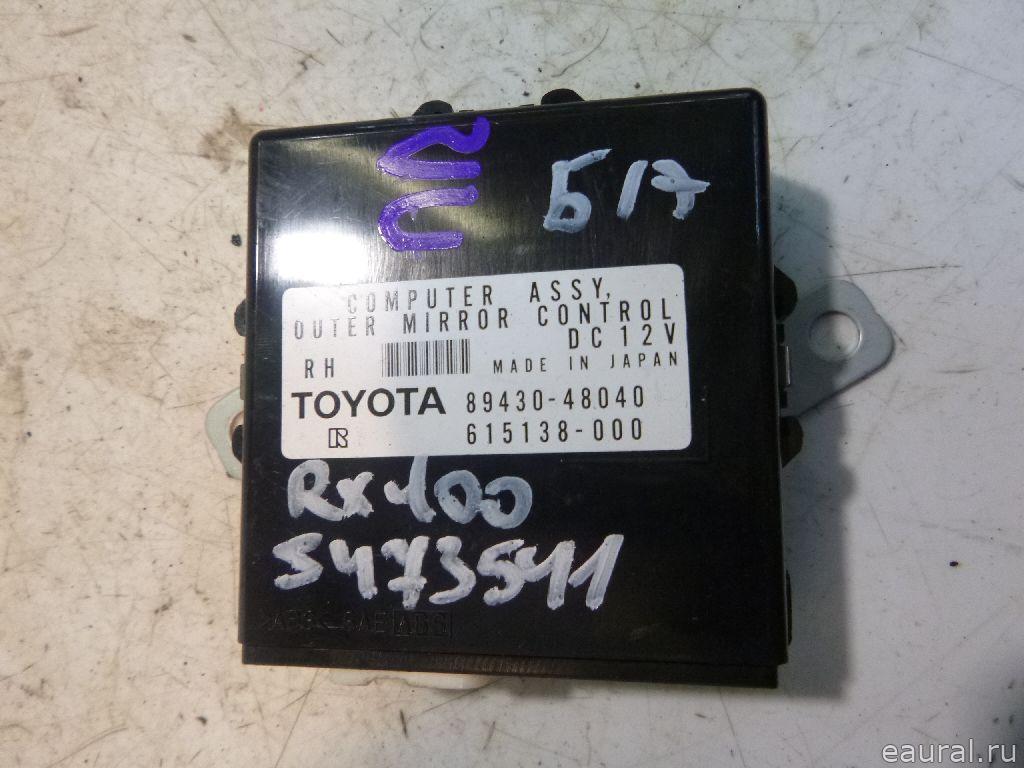 Б17
COMPUTER ASSY,
OUTER MIRROR CONTROL
DC 12V
RH
MADE IN JAPAN
TOYOTA 89430-48040
R 615138-000
Rx400
5473541
eaural.ru